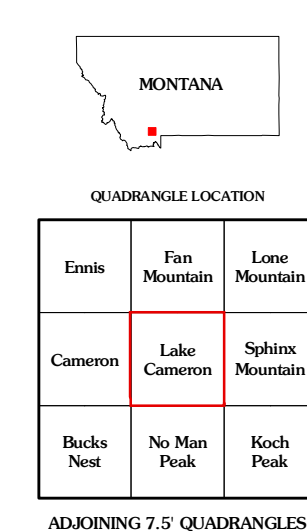 MONTANA
QUADRANGLE LOCATION
Ennis
Fan
Mountain
Lone
Mountain
Cameron
Lake
Cameron
Sphinx
Mountain
Bucks
Nest
No Man
Peak
Koch
Peak
ADJOINING 7.5' QUADRANGLES